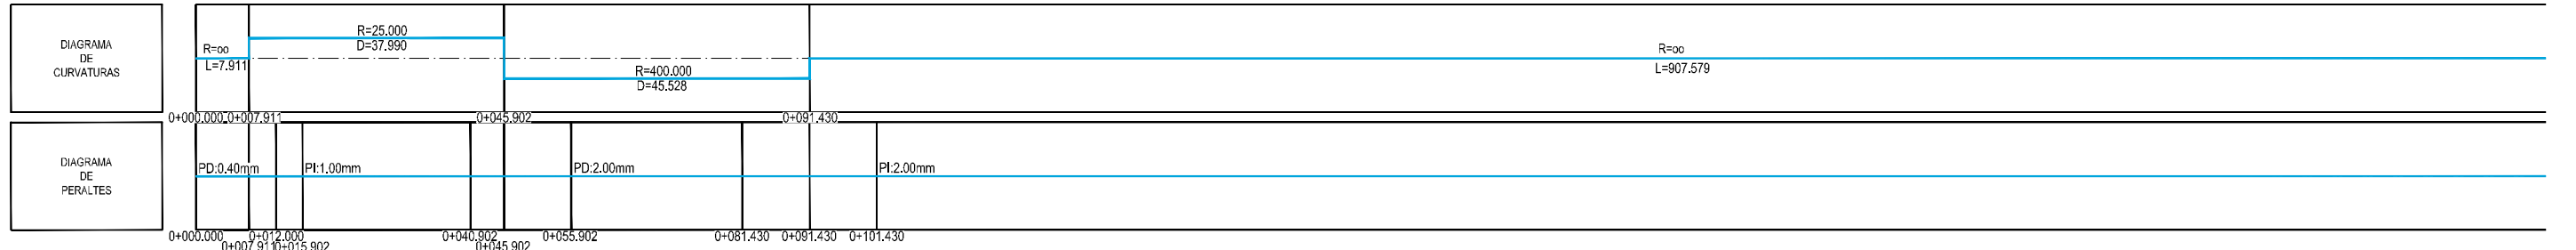 DIAGRAMA
DE
CURVATURAS
R=oo
L=7.911
R=25.000
D=37.990
R=400.000
D=45.528
R=oo
L=907.579
0+000.000 0+007.911 0+045.902 0+091.430
DIAGRAMA
DE
PERALTES
PD:0.40mm PI:1.00mm PD:2.00mm PI:2.00mm
0+000.000 0+012.000 0+040.902 0+055.902 0+081.430 0+091.430 0+101.430
0+007.911 0+015.902 0+045.902